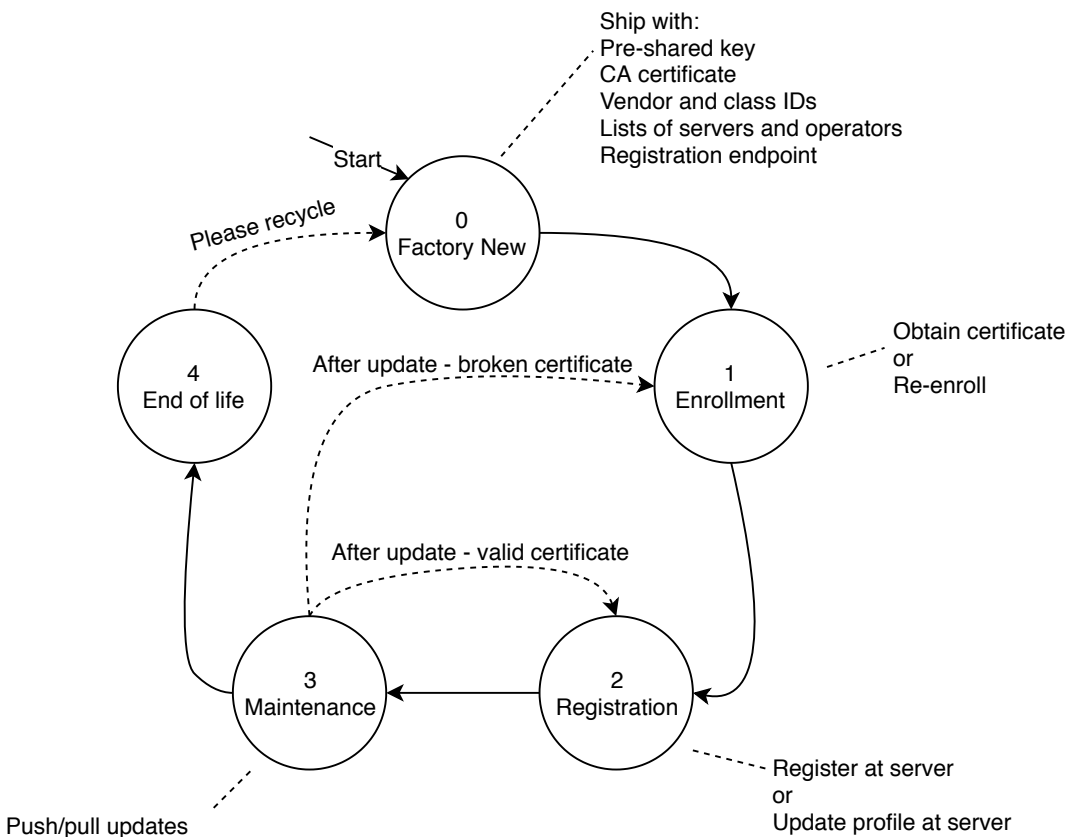 Ship with:
Pre-shared key
CA certificate
Vendor and class IDs
Lists of servers and operators
Registration endpoint
Start
Please recycle
0
Factory New
After update - broken certificate
4
End of life
1
Enrollment
Obtain certificate
or
Re-enroll
After update - valid certificate
3
Maintenance
2
Registration
Register at server
or
Update profile at server
Push/pull updates